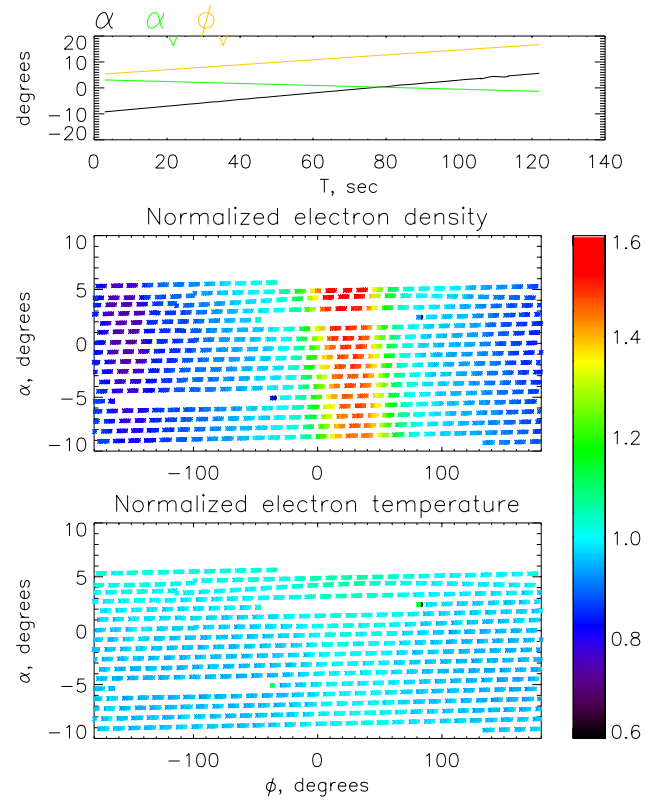 α α ϕ
v v
20
10
0
−10
−20
degrees
0 20 40 60 80 100 120 140
T, sec
Normalized electron density
10
5
0
−5
−10
α, degrees
−100 0 100
Normalized electron temperature
10
5
0
−5
−10
α, degrees
−100 0 100
ϕ, degrees
1.6
1.4
1.2
1.0
0.8
0.6